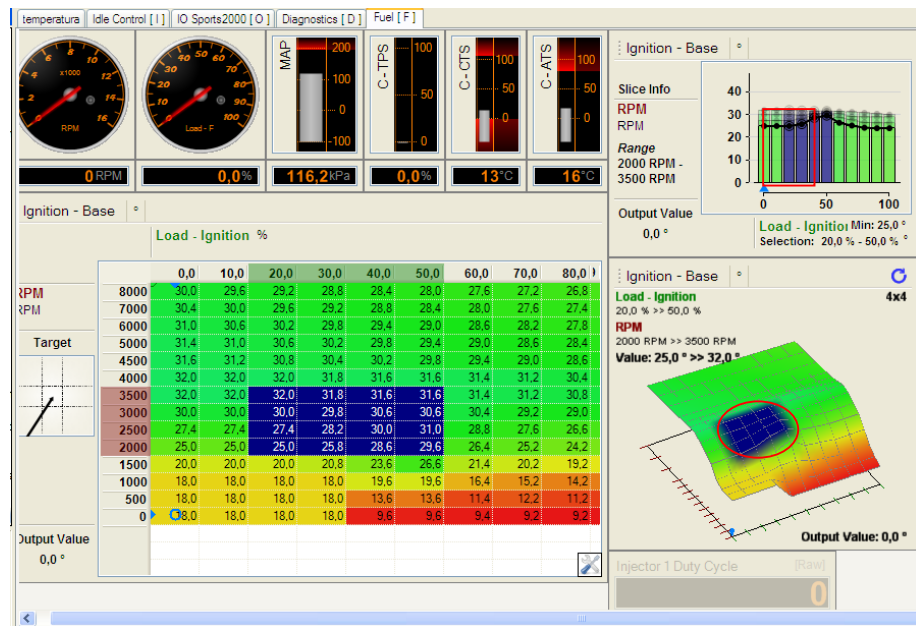 temperatura Idle Control [ I ] IO Sports2000 [ O ] Diagnostics [ D ] Fuel [ F ]
2 4 6 x1000 10 12 14 16 RPM
10 20 30 40 50 60 70 80 90 100 Load - F
MAP 200 100 0 -100
C - TPS 100 50 0
C - CTS 100 50 0
C - ATS 100 50 0
0 RPM 0,0 % 116,2 kPa 0,0 % 13 °C 16 °C
Ignition - Base °
Load - Ignition %
0,0 10,0 20,0 30,0 40,0 50,0 60,0 70,0 80,0
8000 30,0 29,6 29,2 28,8 28,4 28,0 27,6 27,2 26,8
7000 30,4 30,0 29,6 29,2 28,8 28,4 28,0 27,6 27,4
6000 31,0 30,6 30,2 29,8 29,4 29,0 28,6 28,2 27,8
5000 31,4 31,0 30,6 30,2 29,8 29,4 29,0 28,6 28,4
4500 31,6 31,2 30,8 30,4 30,2 29,8 29,4 29,0 28,6
4000 32,0 32,0 32,0 31,8 31,6 31,6 31,4 31,2 30,4
3500 32,0 32,0 32,0 31,8 31,6 31,6 31,4 31,2 30,8
3000 30,0 30,0 30,0 29,8 30,6 30,6 30,4 29,2 29,0
2500 27,4 27,4 27,4 28,2 30,0 31,0 28,8 27,6 26,6
2000 25,0 25,0 25,0 25,8 28,6 29,6 26,4 25,2 24,2
1500 20,0 20,0 20,0 20,8 23,6 26,6 21,4 20,2 19,2
1000 18,0 18,0 18,0 18,0 19,6 19,6 16,4 15,2 14,2
500 18,0 18,0 18,0 18,0 13,6 13,6 11,4 12,2 11,2
0 18,0 18,0 18,0 18,0 9,6 9,6 9,4 9,2 9,2
RPM
RPM
Target
Output Value
0,0 °
Ignition - Base °
Slice Info
RPM
RPM
Range
2000 RPM -
3500 RPM
Output Value
0,0 °
40
30
20
10
0
0 50 100
Load - Ignitio Min: 25,0 °
Selection: 20,0 % - 50,0 %
Ignition - Base °
Load - Ignition 4x4
20,0 % >> 50,0 %
RPM
2000 RPM >> 3500 RPM
Value: 25,0 ° >> 32,0 °
Output Value: 0,0 °
Injector 1 Duty Cycle [Raw]
0